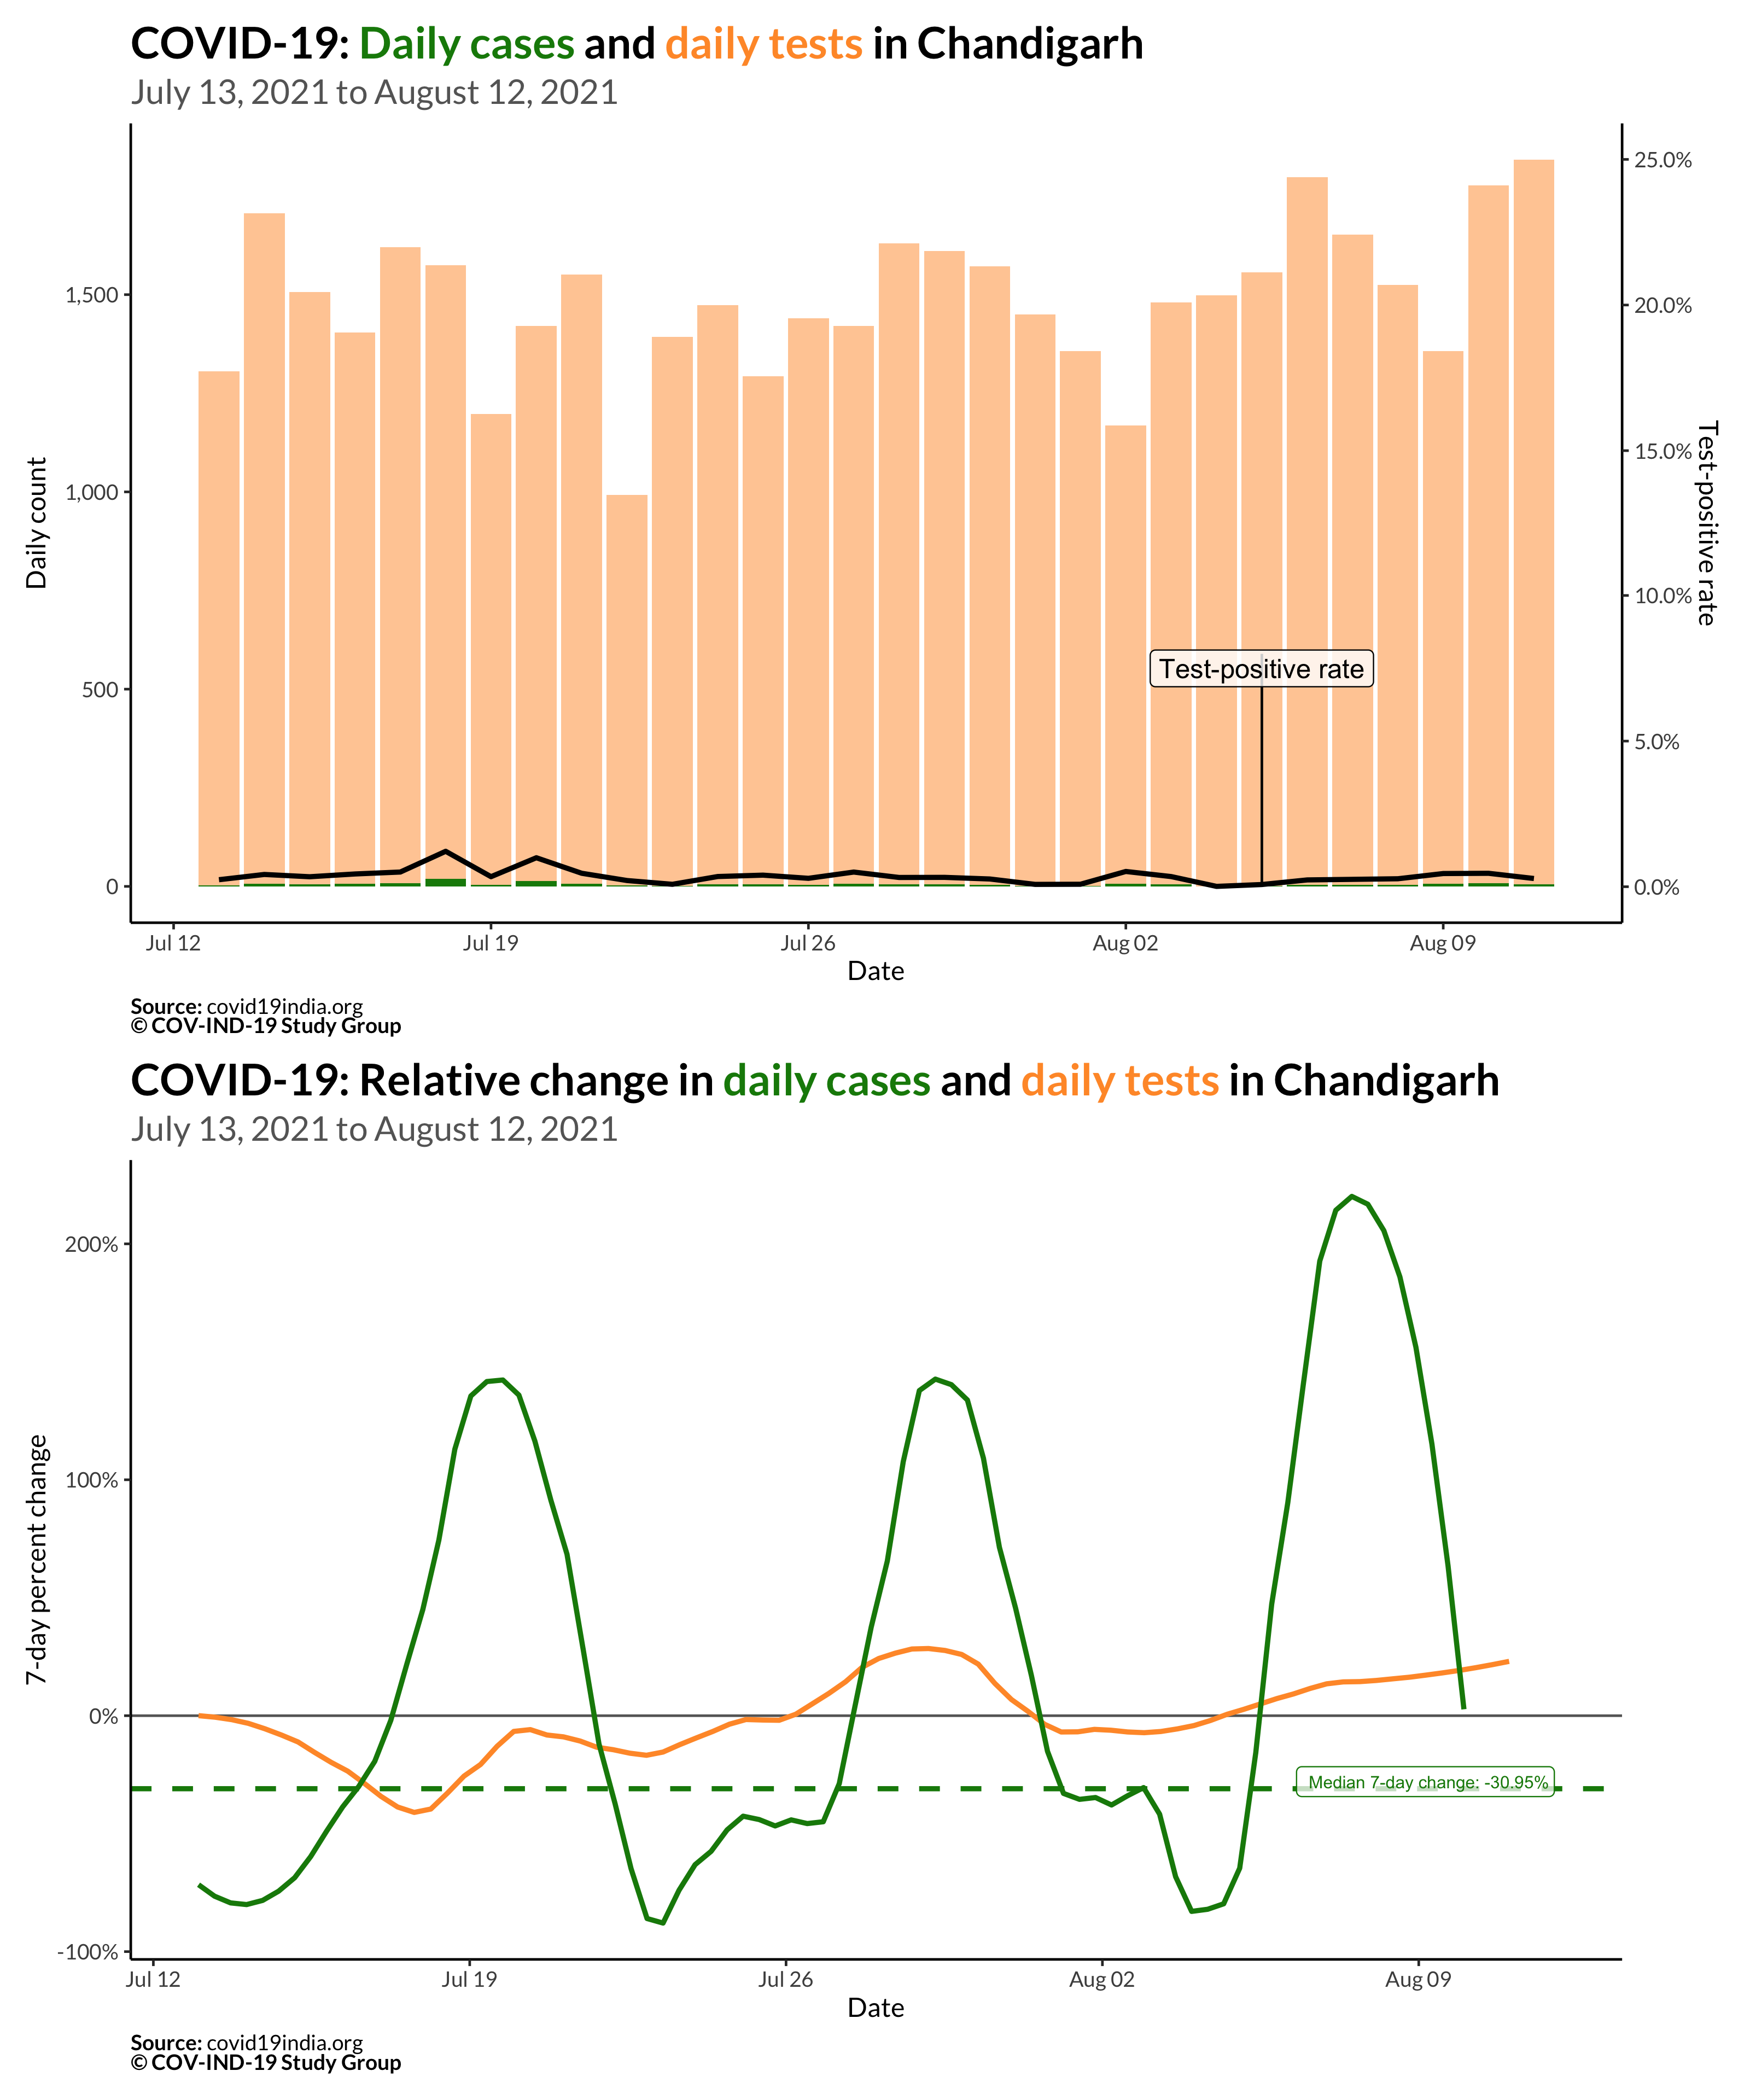 COVID-19: Daily cases and daily tests in Chandigarh
July 13, 2021 to August 12, 2021
Daily count
1,500
1,000
500
0
25.0%
20.0%
15.0%
10.0%
5.0%
0.0%
Test-positive rate
Test-positive rate
Jul 12
Jul 19
Jul 26
Aug 02
Aug 09
Date
Source: covid19india.org
© COV-IND-19 Study Group
COVID-19: Relative change in daily cases and daily tests in Chandigarh
July 13, 2021 to August 12, 2021
7-day percent change
200%
100%
0%
-100%
Median 7-day change: -30.95%
Jul 12
Jul 19
Jul 26
Aug 02
Aug 09
Date
Source: covid19india.org
© COV-IND-19 Study Group